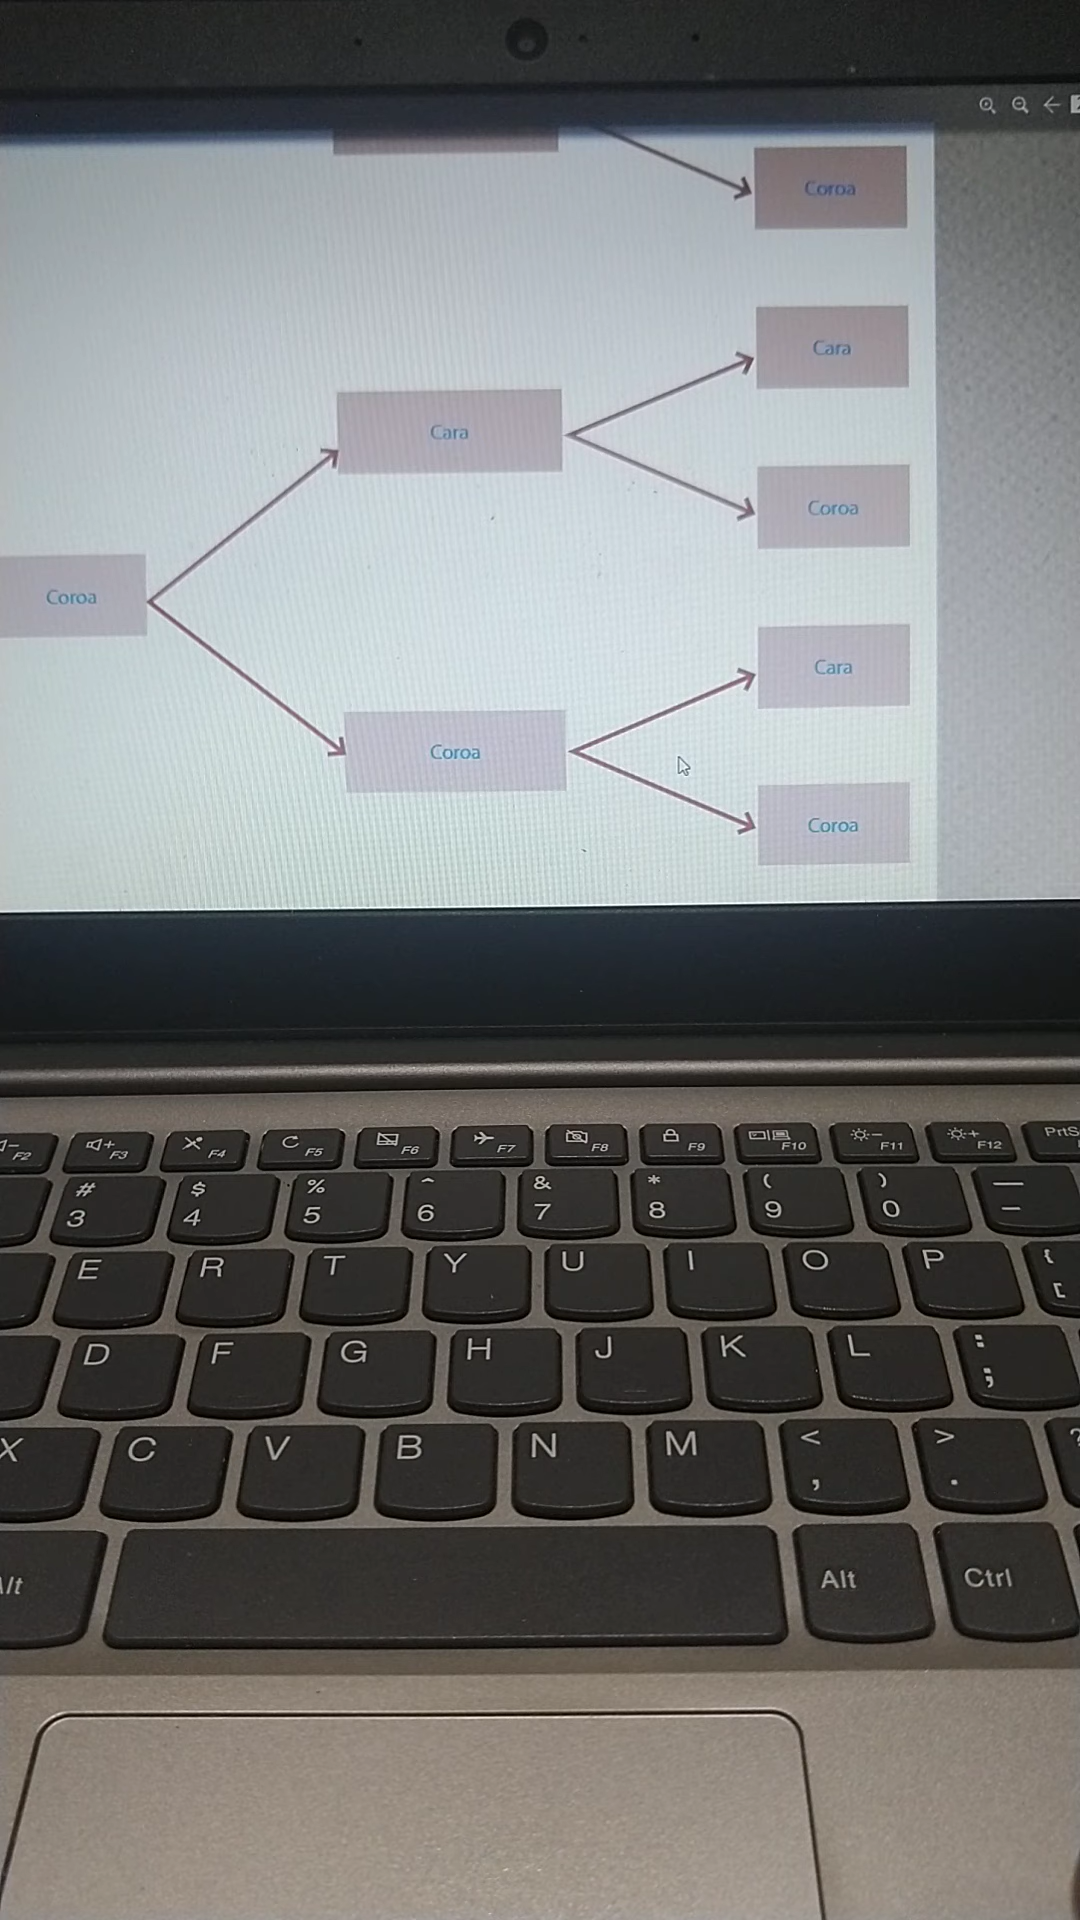 Coroa
Cara
Cara
Coroa
Coroa
Cara
Coroa
Coroa
F2 F3 F4 F5 F6 F7 F8 F9 F10 F11 F12
# $ % ^ & * ( ) —
3 4 5 6 7 8 9 0 –
E R T Y U I O P {
[
D F G H J K L :
;
X C V B N M < > ?
, .
Alt Alt Ctrl